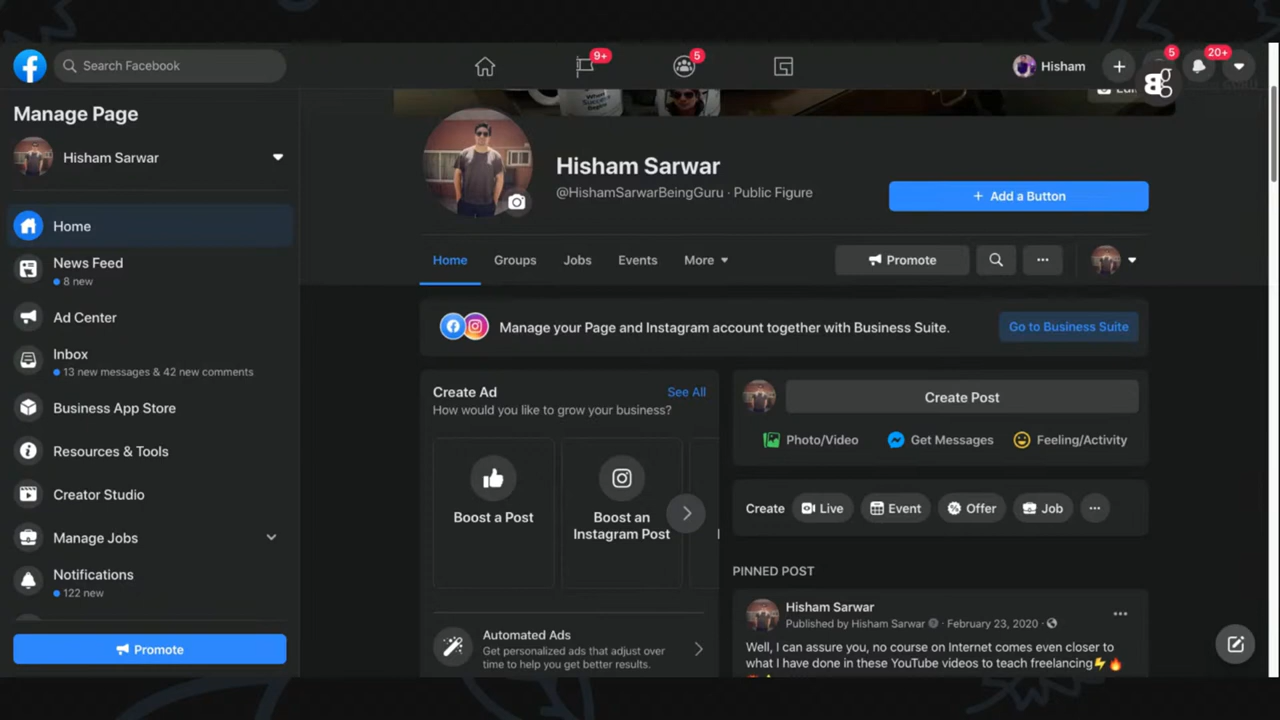 Search Facebook
9+
5
Hisham
5
20+
Manage Page
Hisham Sarwar
Home
News Feed
8 new
Ad Center
Inbox
13 new messages & 42 new comments
Business App Store
Resources & Tools
Creator Studio
Manage Jobs
Notifications
122 new
Promote
Hisham Sarwar
@HishamSarwarBeingGuru · Public Figure
+ Add a Button
Home
Groups
Jobs
Events
More
Promote
Manage your Page and Instagram account together with Business Suite.
Go to Business Suite
Create Ad
See All
How would you like to grow your business?
Boost a Post
Boost an
Instagram Post
Automated Ads
Get personalized ads that adjust over
time to help you get better results.
Create Post
Photo/Video
Get Messages
Feeling/Activity
Create
Live
Event
Offer
Job
PINNED POST
Hisham Sarwar
Published by Hisham Sarwar · February 23, 2020 ·
Well, I can assure you, no course on Internet comes even closer to
what I have done in these YouTube videos to teach freelancing⚡🔥